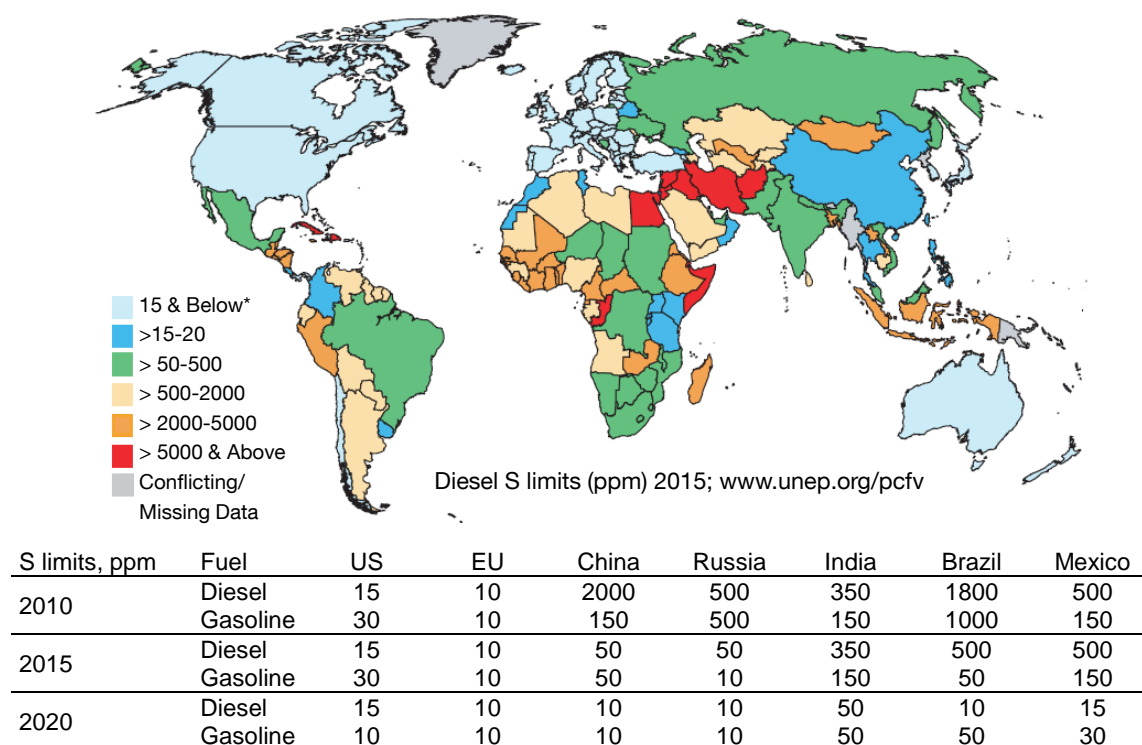 15 & Below*
>15-20
> 50-500
> 500-2000
> 2000-5000
> 5000 & Above
Conflicting/
Missing Data
Diesel S limits (ppm) 2015; www.unep.org/pcfv
S limits, ppm Fuel US EU China Russia India Brazil Mexico
2010 Diesel 15 10 2000 500 350 1800 500
Gasoline 30 10 150 500 150 1000 150
2015 Diesel 15 10 50 50 350 500 500
Gasoline 30 10 50 10 150 50 150
2020 Diesel 15 10 10 10 50 10 15
Gasoline 10 10 10 10 50 50 30